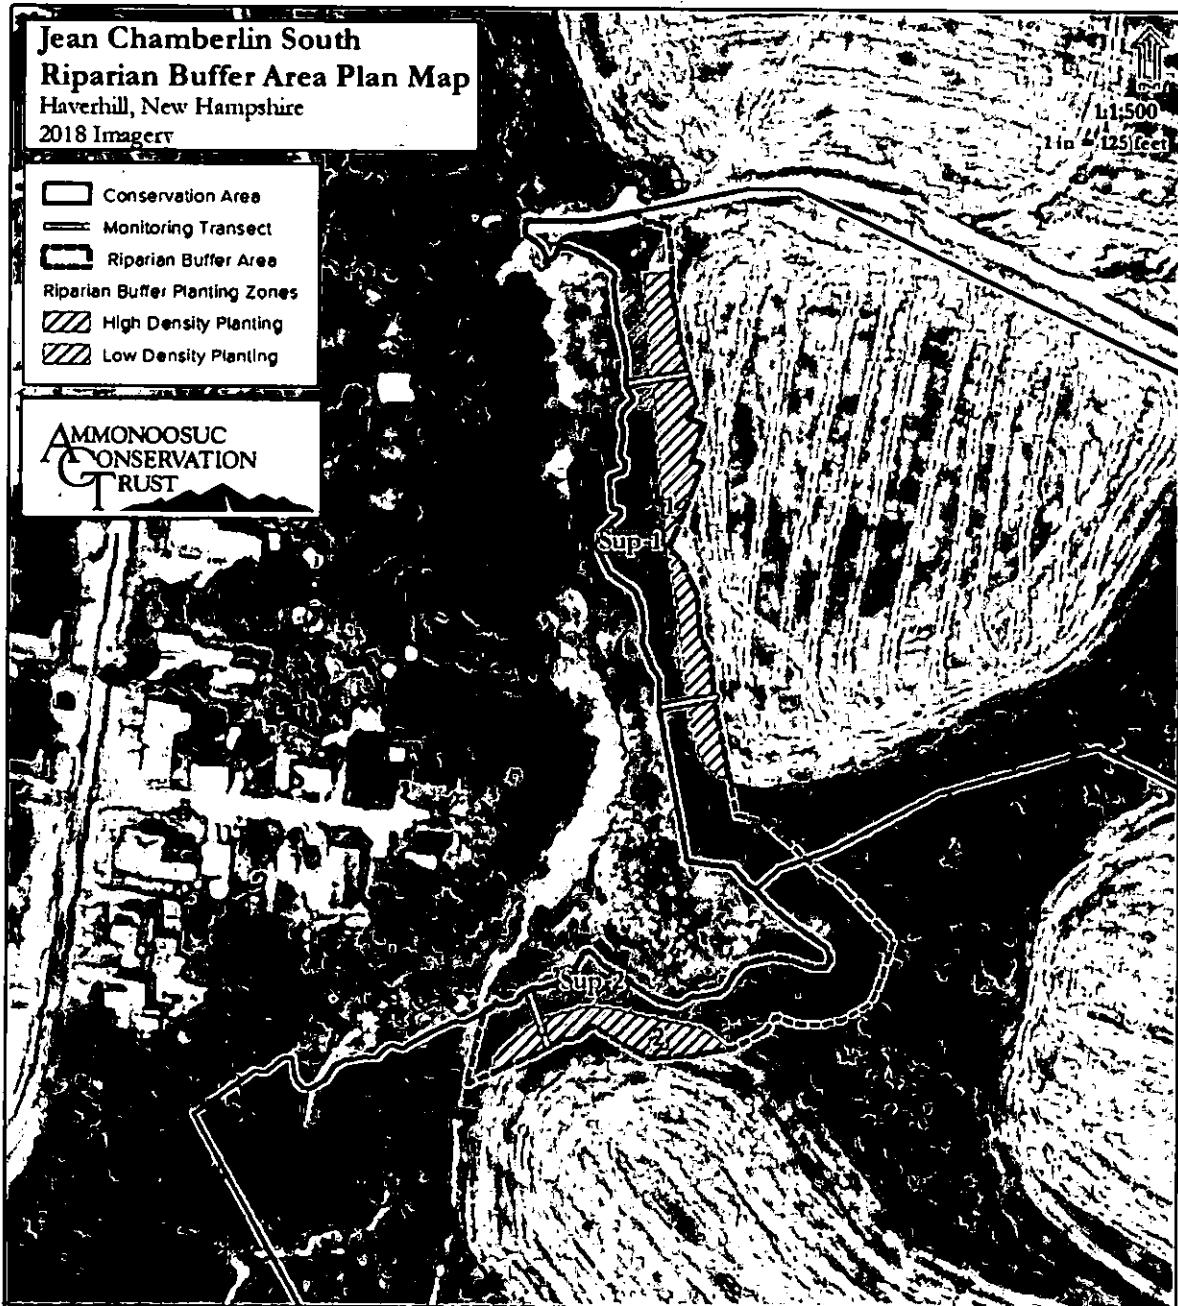 Jean Chamberlin South
Riparian Buffer Area Plan Map
Haverhill, New Hampshire
2018 Imagery
1:1,500
1 in = 125 feet
Conservation Area
Monitoring Transect
Riparian Buffer Area
Riparian Buffer Planting Zones
High Density Planting
Low Density Planting
AMMONOOSUC
CONSERVATION
TRUST
1
Sup-1
Sup-2
2